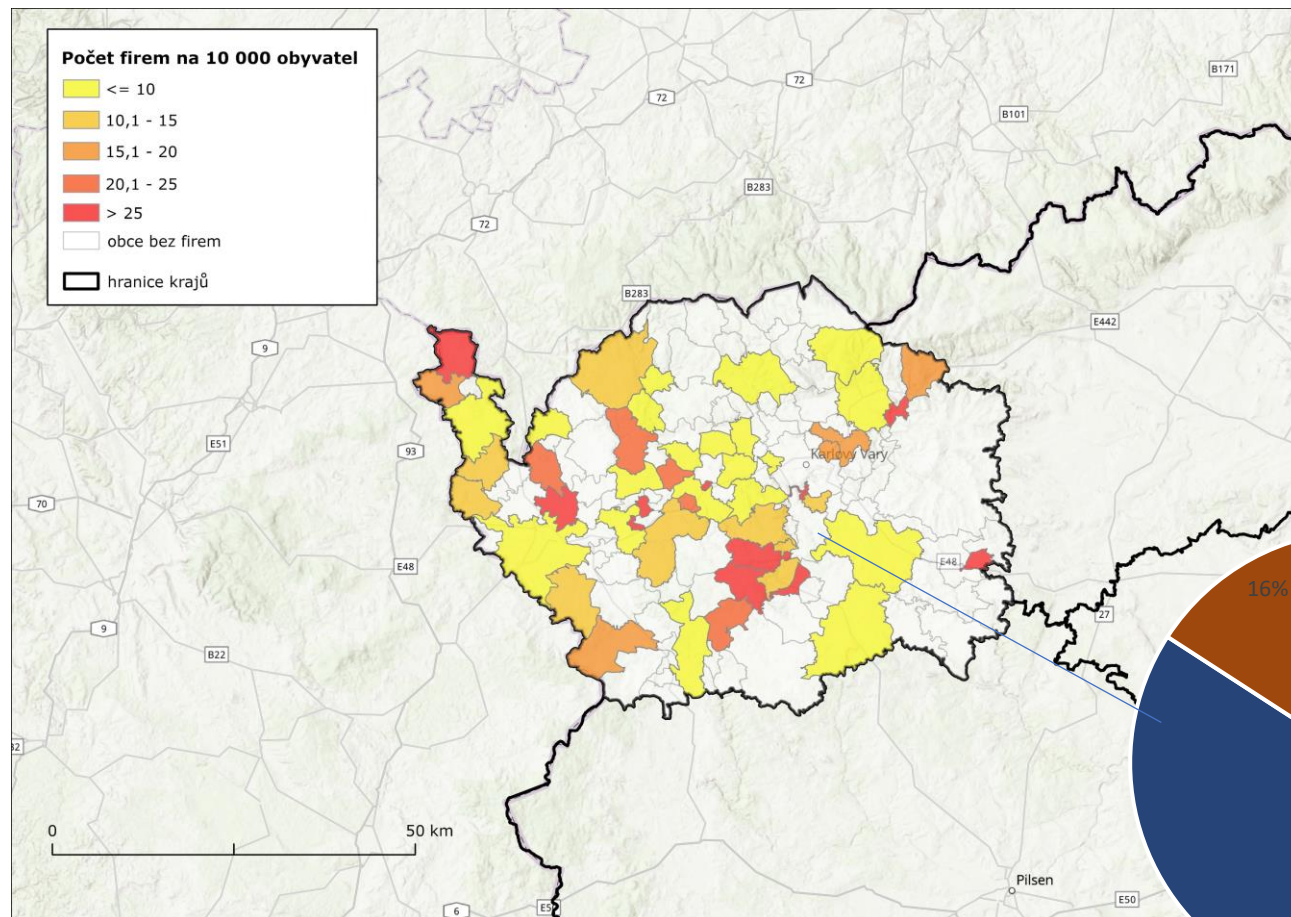 Počet firem na 10 000 obyvatel
<= 10
10,1 - 15
15,1 - 20
20,1 - 25
> 25
obce bez firem
hranice krajů
72
B171
72
B101
B283
72
B283
E442
9
E51
93
Karlovy Vary
70
E48
E48
16%
9
27
B22
0
50 km
Pilsen
E50
6